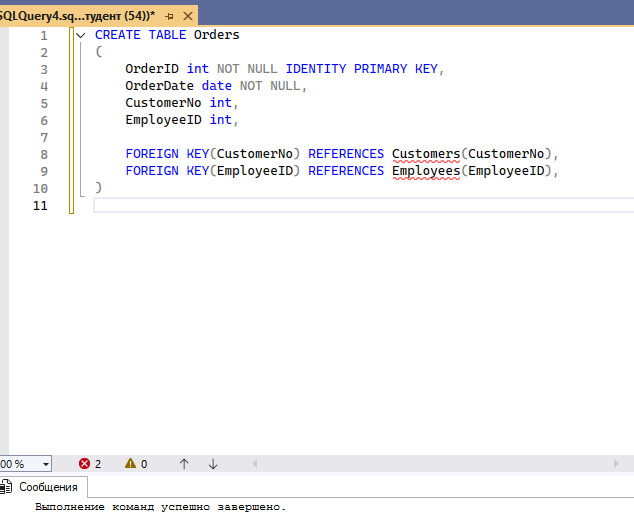 SQLQuery4.sq...тудент (54))*
1 CREATE TABLE Orders
2 (
3 OrderID int NOT NULL IDENTITY PRIMARY KEY,
4 OrderDate date NOT NULL,
5 CustomerNo int,
6 EmployeeID int,
7
8 FOREIGN KEY(CustomerNo) REFERENCES Customers(CustomerNo),
9 FOREIGN KEY(EmployeeID) REFERENCES Employees(EmployeeID),
10 )
11
00 % 2 0
Сообщения
Выполнение команд успешно завершено.